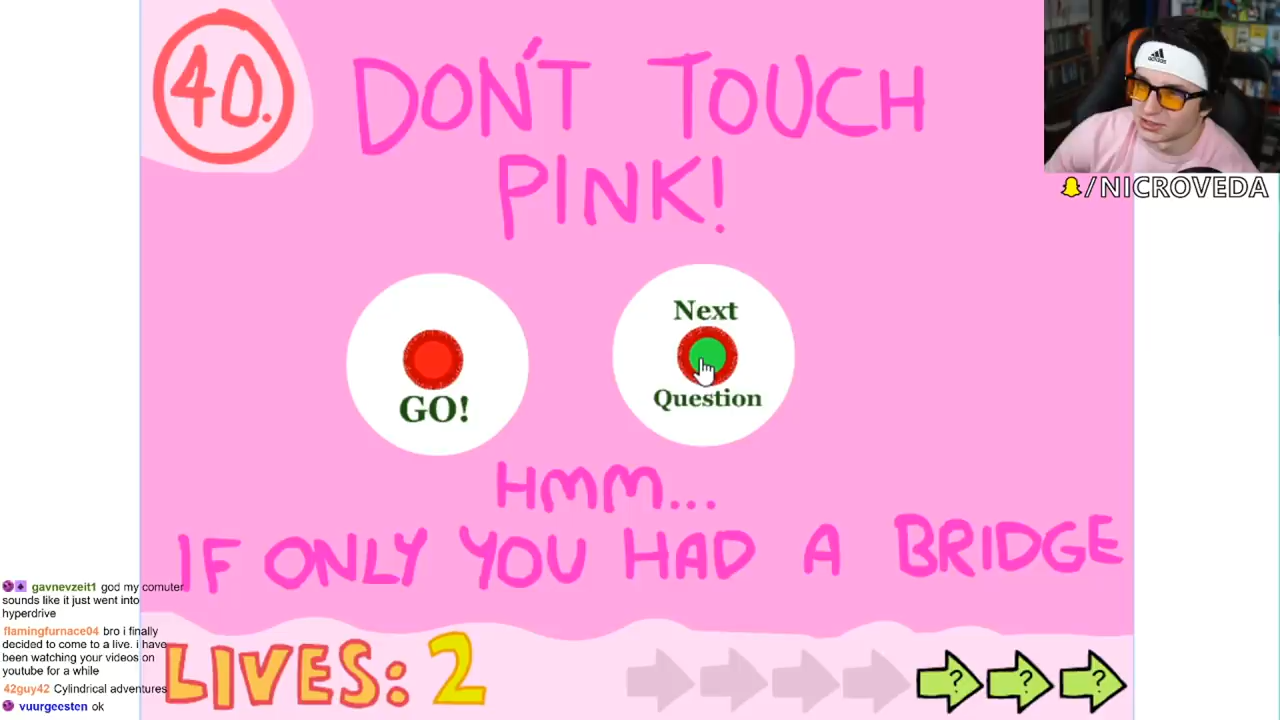 40.
DON'T TOUCH
PINK!
adidas
/NICROVEDA
GO!
Next
Question
HMM...
IF ONLY YOU HAD A BRIDGE
gavnevzeit1 god my comuter
sounds like it just went into
hyperdrive
flamingfurnace04 bro i finally
decided to come to a live. i have
been watching your videos on
youtube for a while
42guy42 Cylindrical adventures
vuurgeesten ok
LIVES: 2
? ? ?